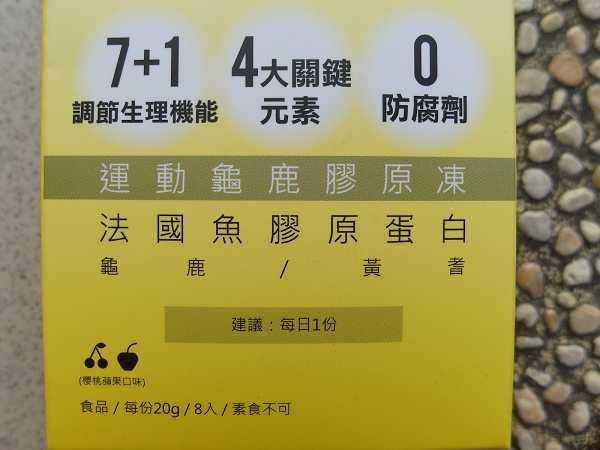 7+1 調節生理機能
4大關鍵元素
0 防腐劑
運動龜鹿膠原凍
法國魚膠原蛋白
龜鹿/黃耆
建議：每日1份
(櫻桃蘋果口味)
食品 / 每份20g / 8入 / 素食不可